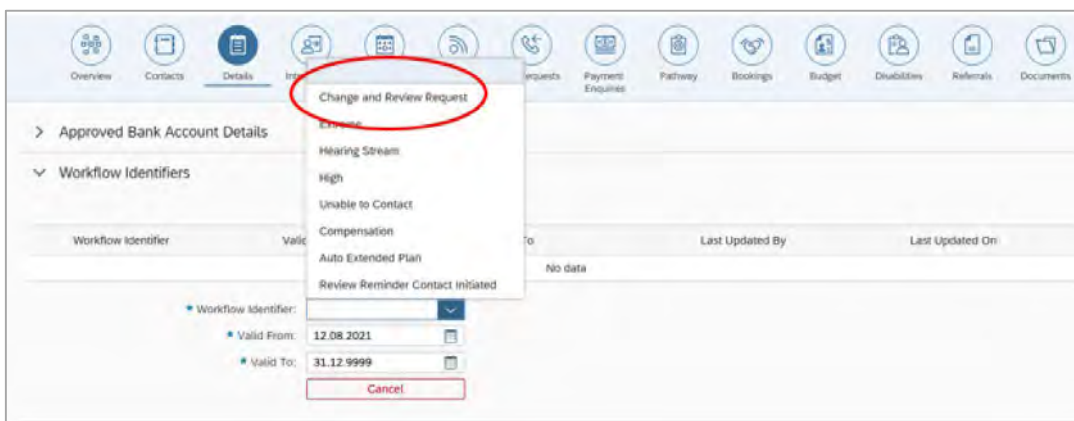 Overview Contacts Details Payment Pathway Bookings Budget Disabilities Referrals Documents
Enquiries
Change and Review Request
> Approved Bank Account Details
Extreme
Hearing Stream
Workflow Identifiers
High
Unable to Contact
Compensation
Workflow Identifier Last Updated By Last Updated On
Auto Extended Plan
No data
Review Reminder Contact Initiated
* Workflow Identifier:
* Valid From: 12.08.2021
* Valid To: 31.12.9999
Cancel